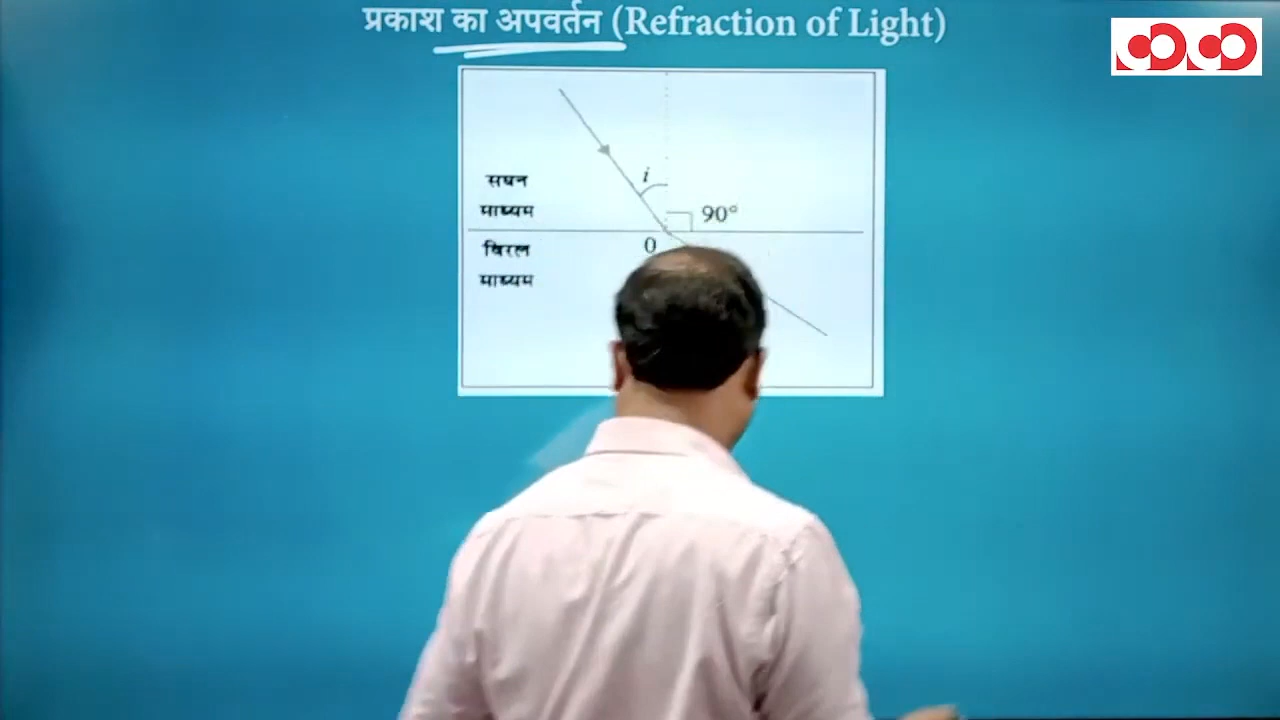 प्रकाश का अपवर्तन (Refraction of Light)
i
सघन
माध्यम
90°
0
विरल
माध्यम